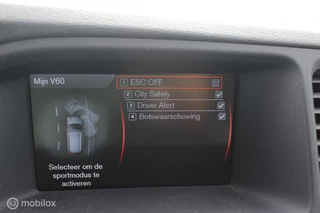 Mijn V60
1 ESC OFF
2 City Safety
3 Driver Alert
4 Botswaarschuwing
Selecteer om de
sportmodus te
activeren
Marktplaats